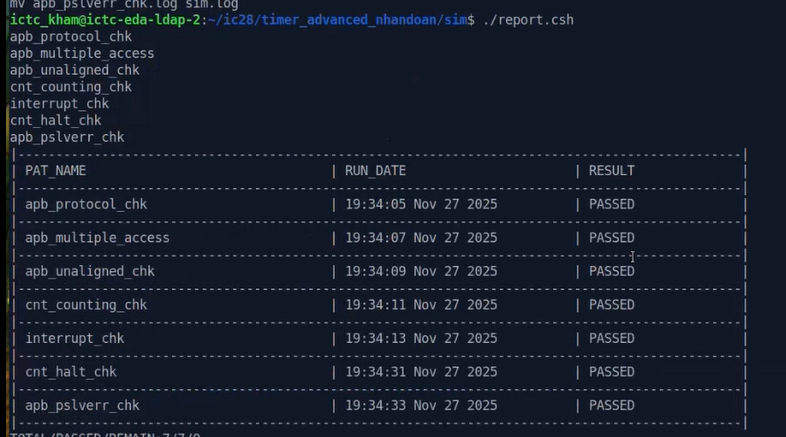 mv apb_pslverr_chk.log sim.log
ictc_kham@ictc-eda-ldap-2:~/ic28/timer_advanced_nhandoan/sim$ ./report.csh
apb_protocol_chk
apb_multiple_access
apb_unaligned_chk
cnt_counting_chk
interrupt_chk
cnt_halt_chk
apb_pslverr_chk
| PAT_NAME | RUN_DATE | RESULT |
| apb_protocol_chk | 19:34:05 Nov 27 2025 | PASSED |
| apb_multiple_access | 19:34:07 Nov 27 2025 | PASSED |
| apb_unaligned_chk | 19:34:09 Nov 27 2025 | PASSED |
| cnt_counting_chk | 19:34:11 Nov 27 2025 | PASSED |
| interrupt_chk | 19:34:13 Nov 27 2025 | PASSED |
| cnt_halt_chk | 19:34:31 Nov 27 2025 | PASSED |
| apb_pslverr_chk | 19:34:33 Nov 27 2025 | PASSED |
TOTAL/PASSED/REMAIN:7/7/0